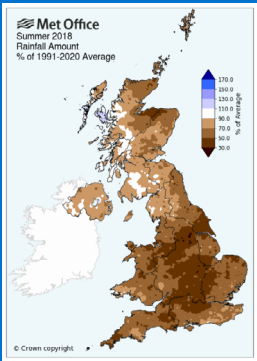 Met Office
Summer 2018
Rainfall Amount
% of 1991-2020 Average
170.0
150.0
130.0
110.0
90.0
70.0
50.0
30.0
% of Average
© Crown copyright